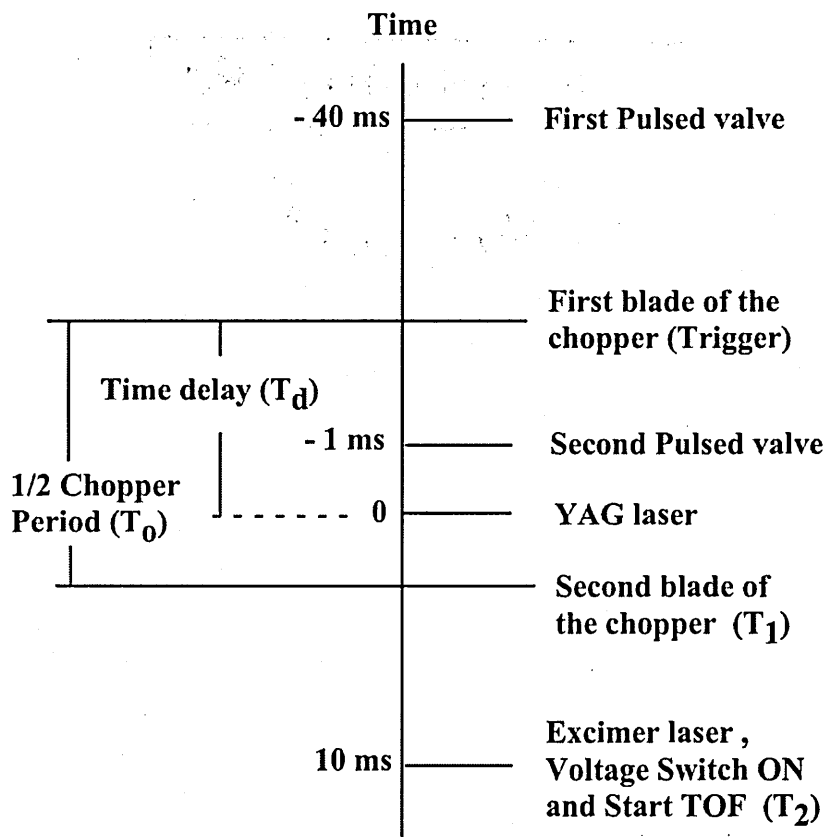 Time
- 40 ms
First Pulsed valve
First blade of the
chopper (Trigger)
Time delay (Td)
- 1 ms
Second Pulsed valve
1/2 Chopper
Period (To)
0
YAG laser
Second blade of
the chopper (T1)
10 ms
Excimer laser ,
Voltage Switch ON
and Start TOF (T2)